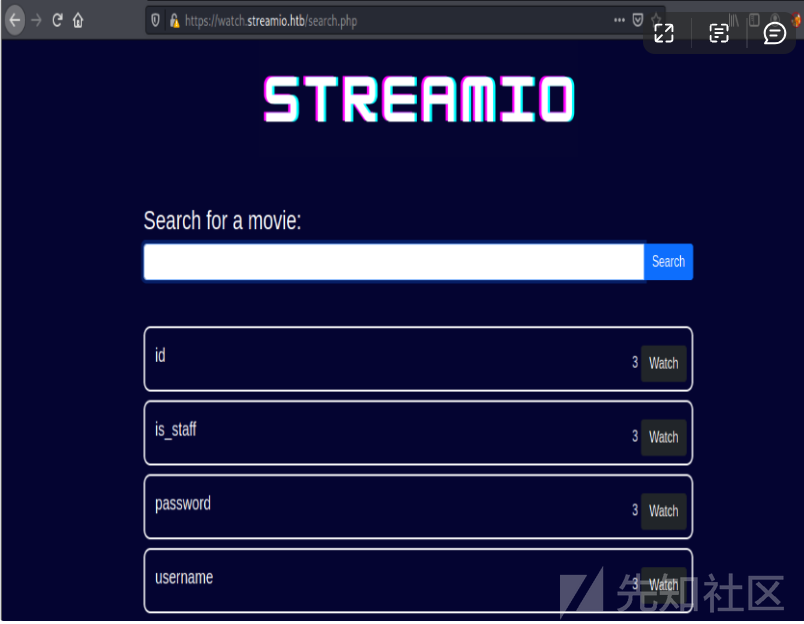 https://watch.streamio.htb/search.php
STREAMIO
Search for a movie:
Search
id
3 Watch
is_staff
3 Watch
password
3 Watch
username
3 Watch
先知社区